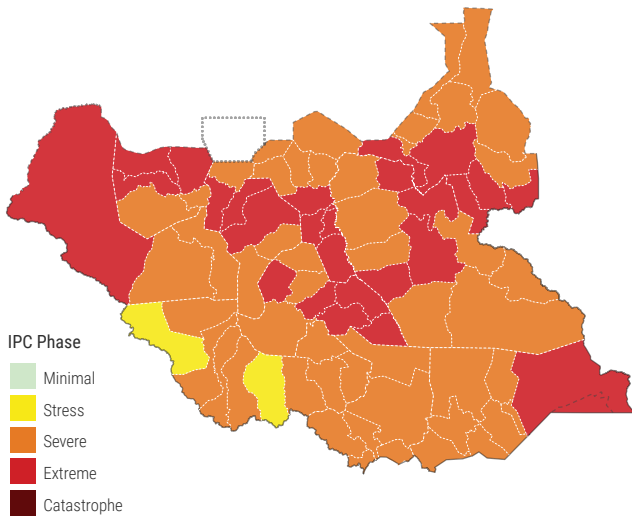 IPC Phase
Minimal
Stress
Severe
Extreme
Catastrophe